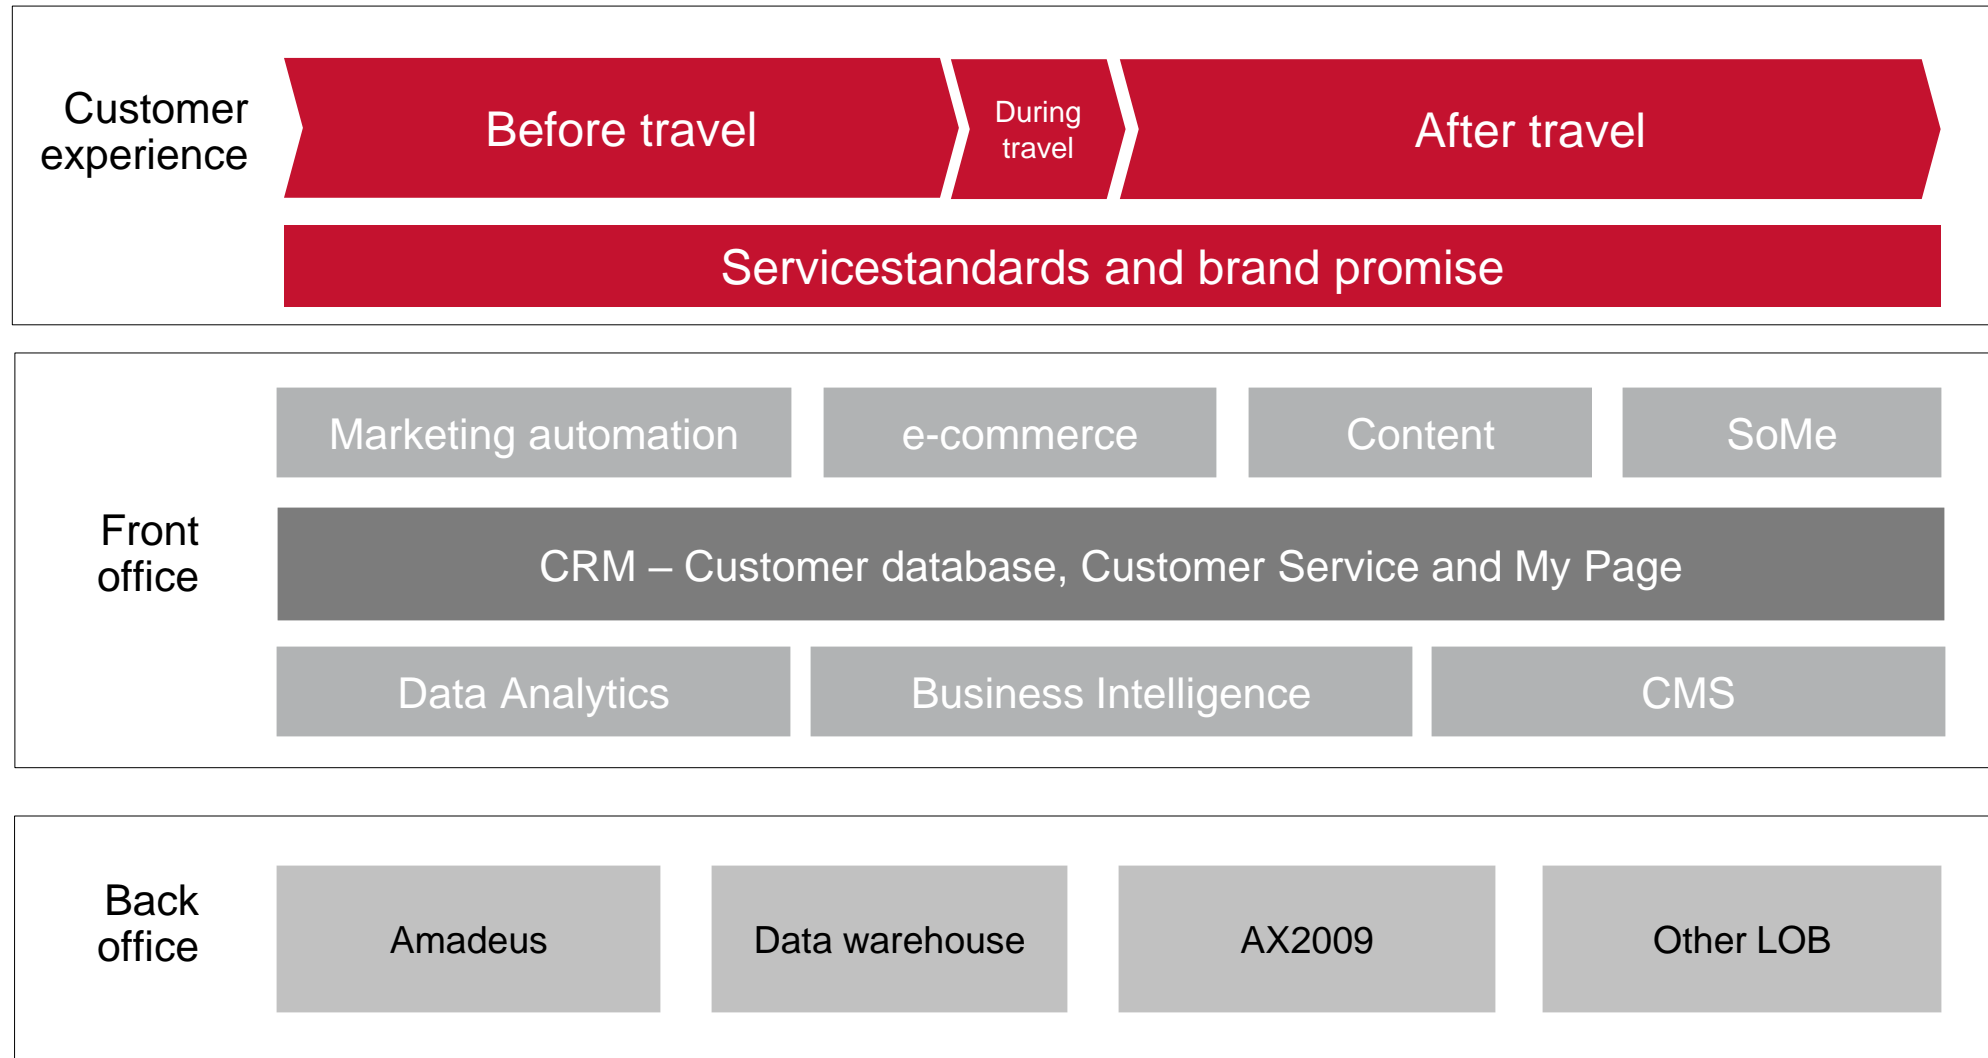 Customer
experience
Before travel
During
travel
After travel
Servicestandards and brand promise
Marketing automation
e-commerce
Content
SoMe
Front
office
CRM – Customer database, Customer Service and My Page
Data Analytics
Business Intelligence
CMS
Back
office
Amadeus
Data warehouse
AX2009
Other LOB